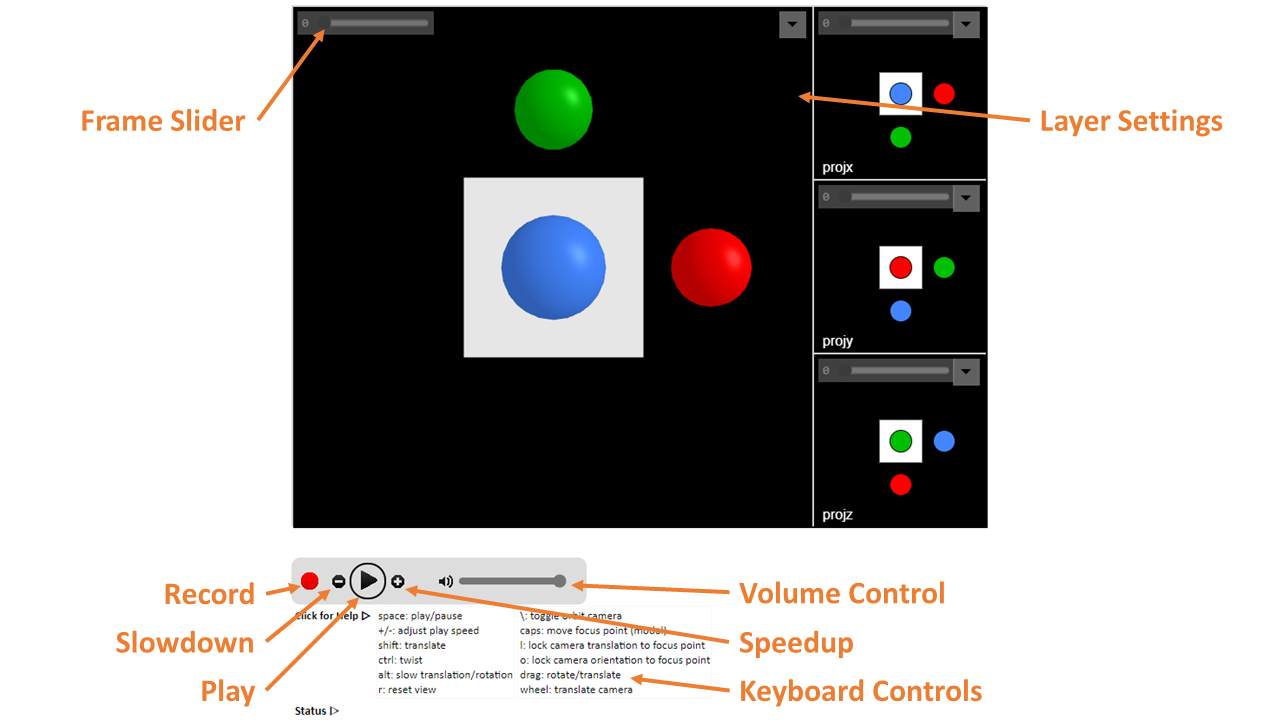 0
0
Frame Slider
Layer Settings
projx
0
projy
0
projz
Record
Volume Control
Click for Help ▷
space: play/pause
\: toggle orbit camera
+/-: adjust play speed
caps: move focus point (model)
Slowdown
Speedup
shift: translate
l: lock camera translation to focus point
ctrl: twist
o: lock camera orientation to focus point
alt: slow translation/rotation
drag: rotate/translate
Play
Keyboard Controls
r: reset view
wheel: translate camera
Status |>